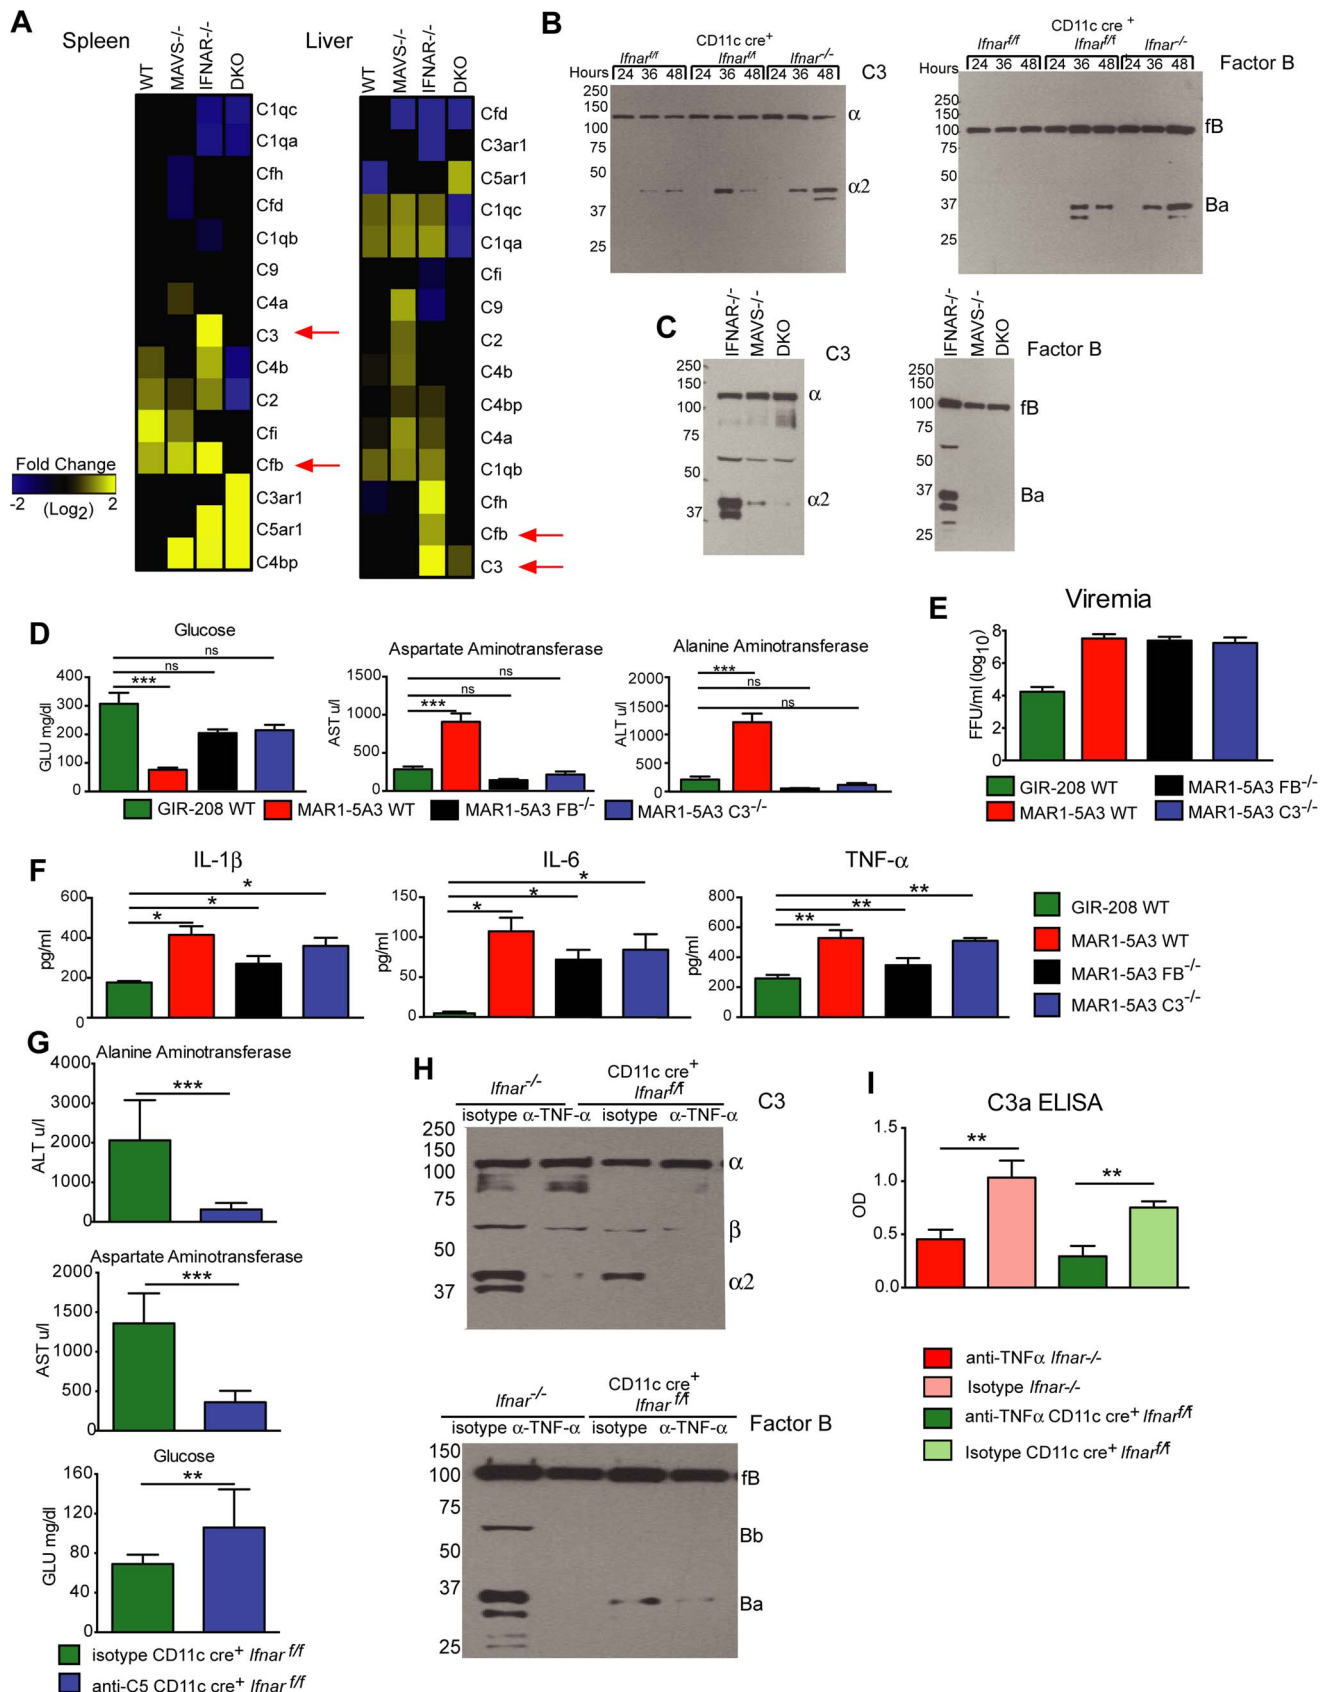 A
Spleen
WT
MAVS-/-
IFNAR-/-
DKO
C1qc
C1qa
Cfh
Cfd
C1qb
C9
C4a
C3
C4b
C2
Cfi
Cfb
C3ar1
C5ar1
C4bp
Fold Change
-2 2
(Log2)
Liver
WT
MAVS-/-
IFNAR-/-
DKO
Cfd
C3ar1
C5ar1
C1qc
C1qa
Cfi
C9
C2
C4b
C4bp
C4a
C1qb
Cfh
Cfb
C3
B
CD11c cre+
Ifnar f/f Ifnar f/f Ifnar-/-
Hours 24 36 48 24 36 48 24 36 48 C3
250
150
100
75
50
37
25
α
α2
CD11c cre +
Ifnar f/f Ifnar f/f Ifnar -/-
Hours 24 36 48 24 36 48 24 36 48 Factor B
250
150
100
75
50
37
25
fB
Ba
C
IFNAR-/-
MAVS-/-
DKO
C3
250
150
100
75
50
37
α
α2
IFNAR-/-
MAVS-/-
DKO
Factor B
250
150
100
75
50
37
25
fB
Ba
D
Glucose
ns
ns
***
GLU mg/dl
400
300
200
100
0
Aspartate Aminotransferase
ns
ns
***
AST u/l
1500
1000
500
0
Alanine Aminotransferase
***
ns
ns
ALT u/l
2000
1500
1000
500
0
GIR-208 WT MAR1-5A3 WT MAR1-5A3 FB-/- MAR1-5A3 C3-/-
E
Viremia
FFU/ml (log10)
8
6
4
2
0
GIR-208 WT MAR1-5A3 FB-/-
MAR1-5A3 WT MAR1-5A3 C3-/-
F
IL-1β
*
*
*
pg/ml
600
400
200
0
IL-6
*
*
*
pg/ml
150
100
50
0
TNF-α
**
**
**
pg/ml
800
600
400
200
0
GIR-208 WT
MAR1-5A3 WT
MAR1-5A3 FB-/-
MAR1-5A3 C3-/-
G
Alanine Aminotransferase
***
ALT u/l
4000
3000
2000
1000
0
Aspartate Aminotransferase
***
AST u/l
2000
1500
1000
500
0
Glucose
**
GLU mg/dl
160
120
80
40
0
isotype CD11c cre+ Ifnar f/f
anti-C5 CD11c cre+ Ifnar f/f
H
CD11c cre+
Ifnar-/- Ifnar f/f
isotype α-TNF-α isotype α-TNF-α
C3
250
150
100
75
50
37
α
β
α2
CD11c cre+
Ifnar-/- Ifnar f/f
isotype α-TNF-α isotype α-TNF-α
Factor B
150
100
75
50
37
25
fB
Bb
Ba
I
C3a ELISA
**
**
OD
1.5
1.0
0.5
0.0
anti-TNFα Ifnar-/-
Isotype Ifnar-/-
anti-TNFα CD11c cre+ Ifnar f/f
Isotype CD11c cre+ Ifnar f/f